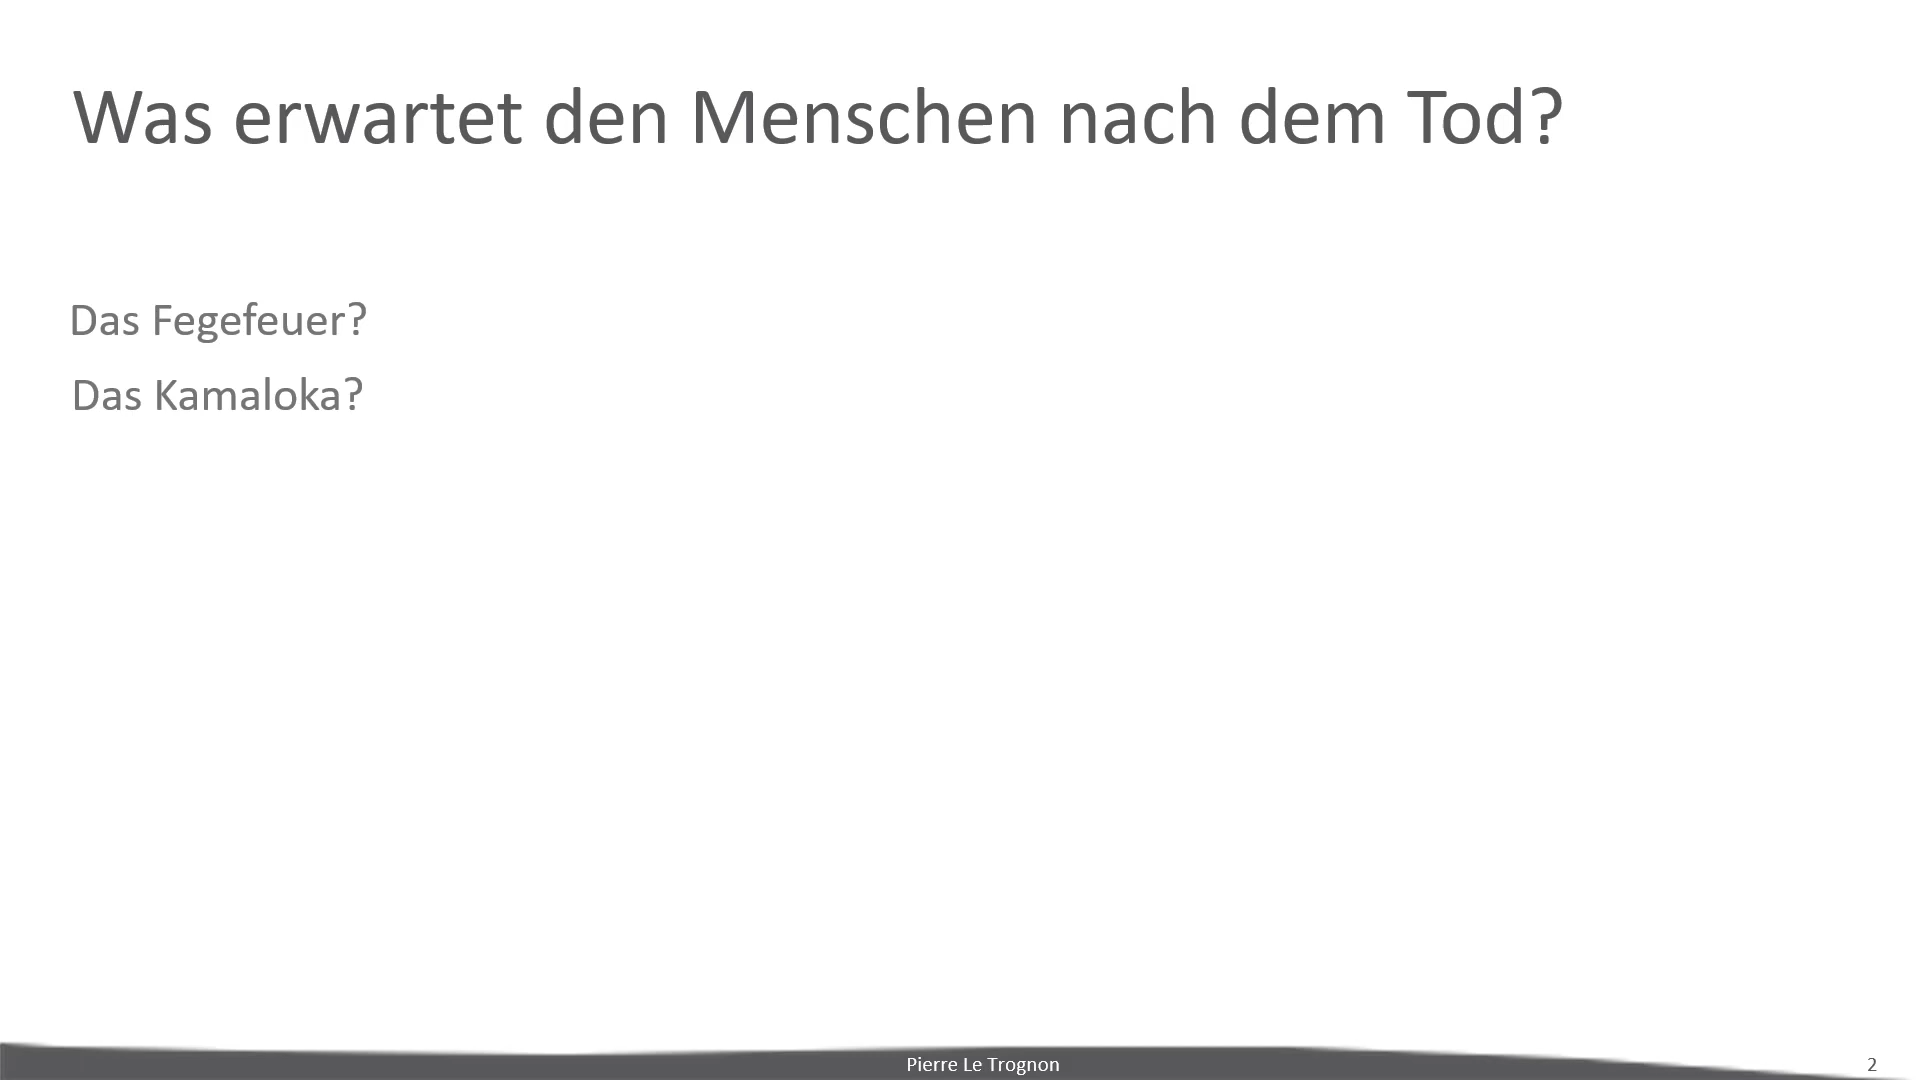 Was erwartet den Menschen nach dem Tod?
Das Fegefeuer?
Das Kamaloka?
Pierre Le Trognon
2